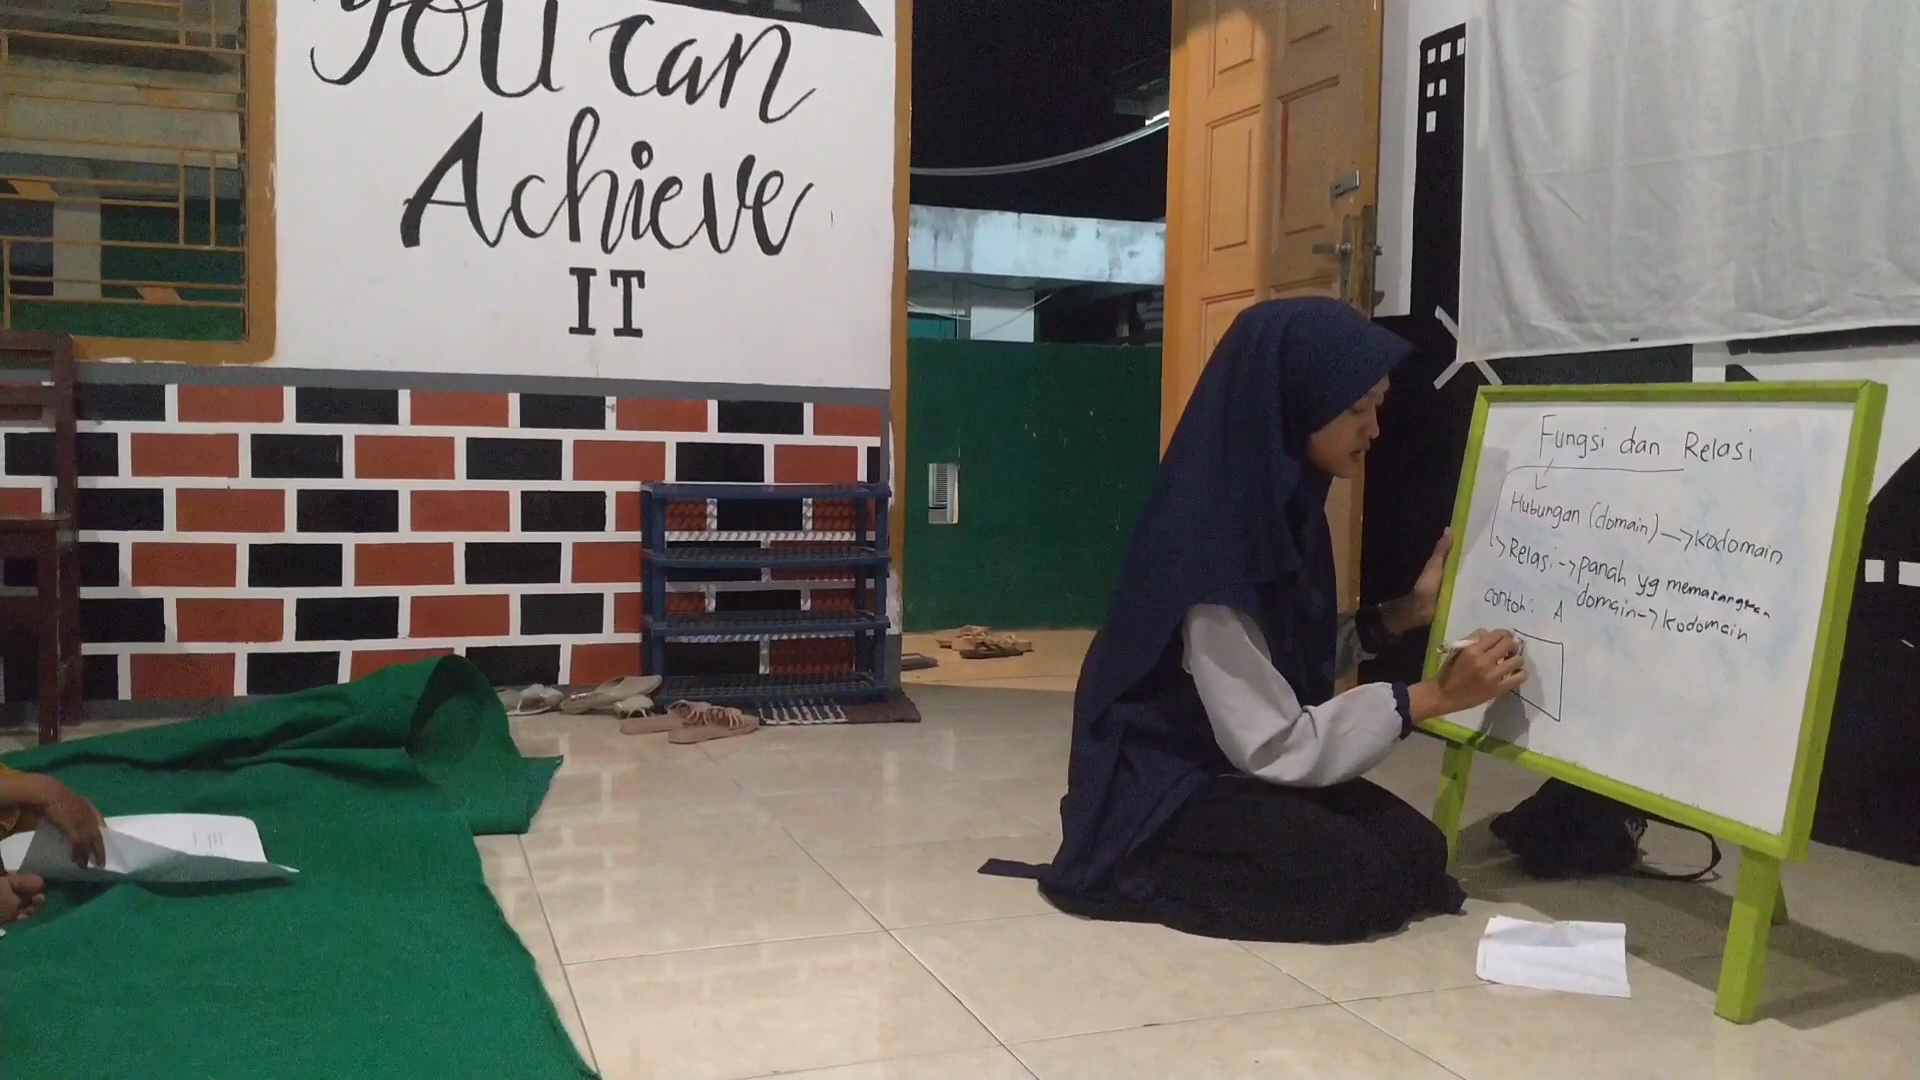 you can
Achieve
IT
Fungsi dan Relasi
Hubungan (domain) → kodomain
↳ Relasi → panah yg memasangkan
domain → kodomain
contoh: A